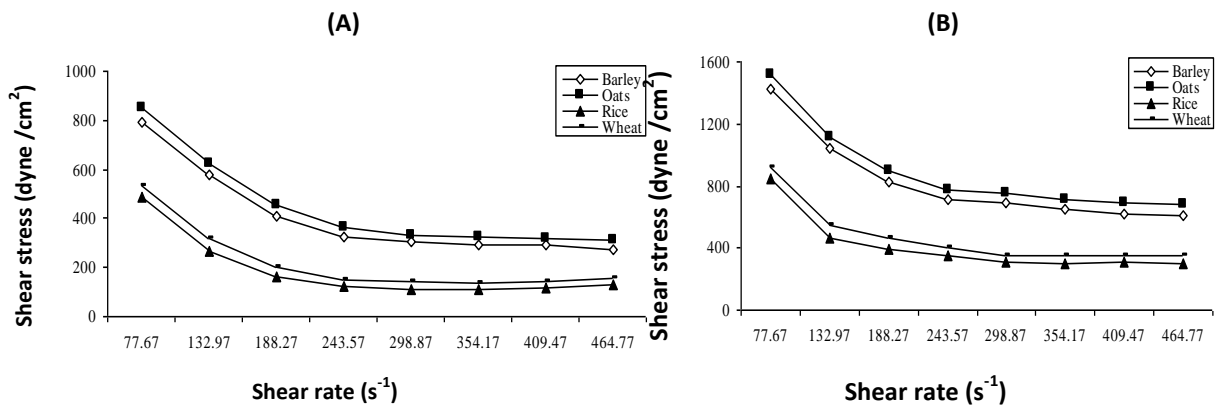 (A)
Shear stress (dyne /cm²)
1000
800
600
400
200
0
Barley
Oats
Rice
Wheat
77.67 132.97 188.27 243.57 298.87 354.17 409.47 464.77
Shear rate (s⁻¹)
(B)
Shear stress (dyne /cm²)
1600
1200
800
400
0
Barley
Oats
Rice
Wheat
77.67 132.97 188.27 243.57 298.87 354.17 409.47 464.77
Shear rate (s⁻¹)